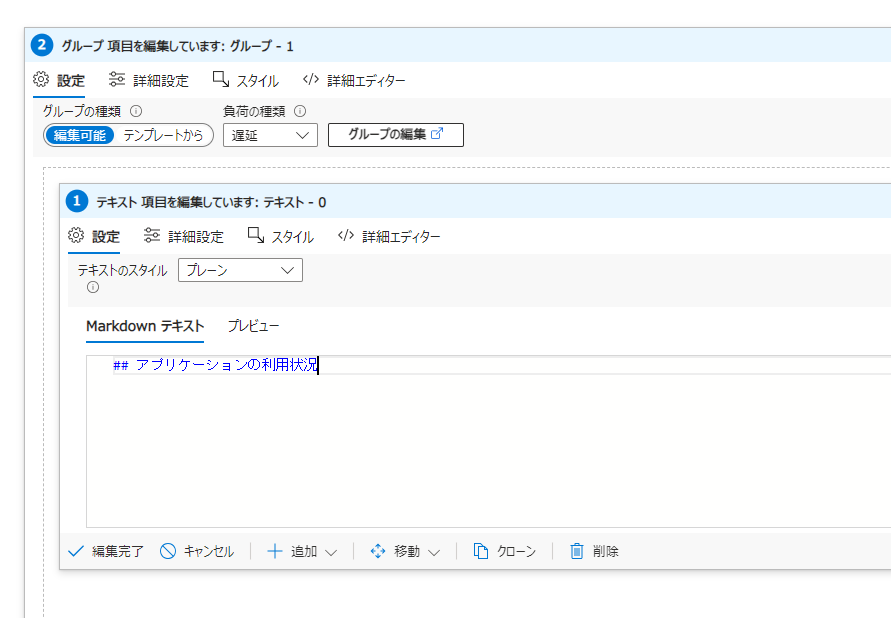 2 グループ 項目を編集しています: グループ - 1
設定 詳細設定 スタイル </> 詳細エディター
グループの種類 負荷の種類
編集可能 テンプレートから 遅延 グループの編集
1 テキスト 項目を編集しています: テキスト - 0
設定 詳細設定 スタイル </> 詳細エディター
テキストのスタイル プレーン
Markdown テキスト プレビュー
## アプリケーションの利用状況
編集完了 キャンセル 追加 移動 クローン 削除